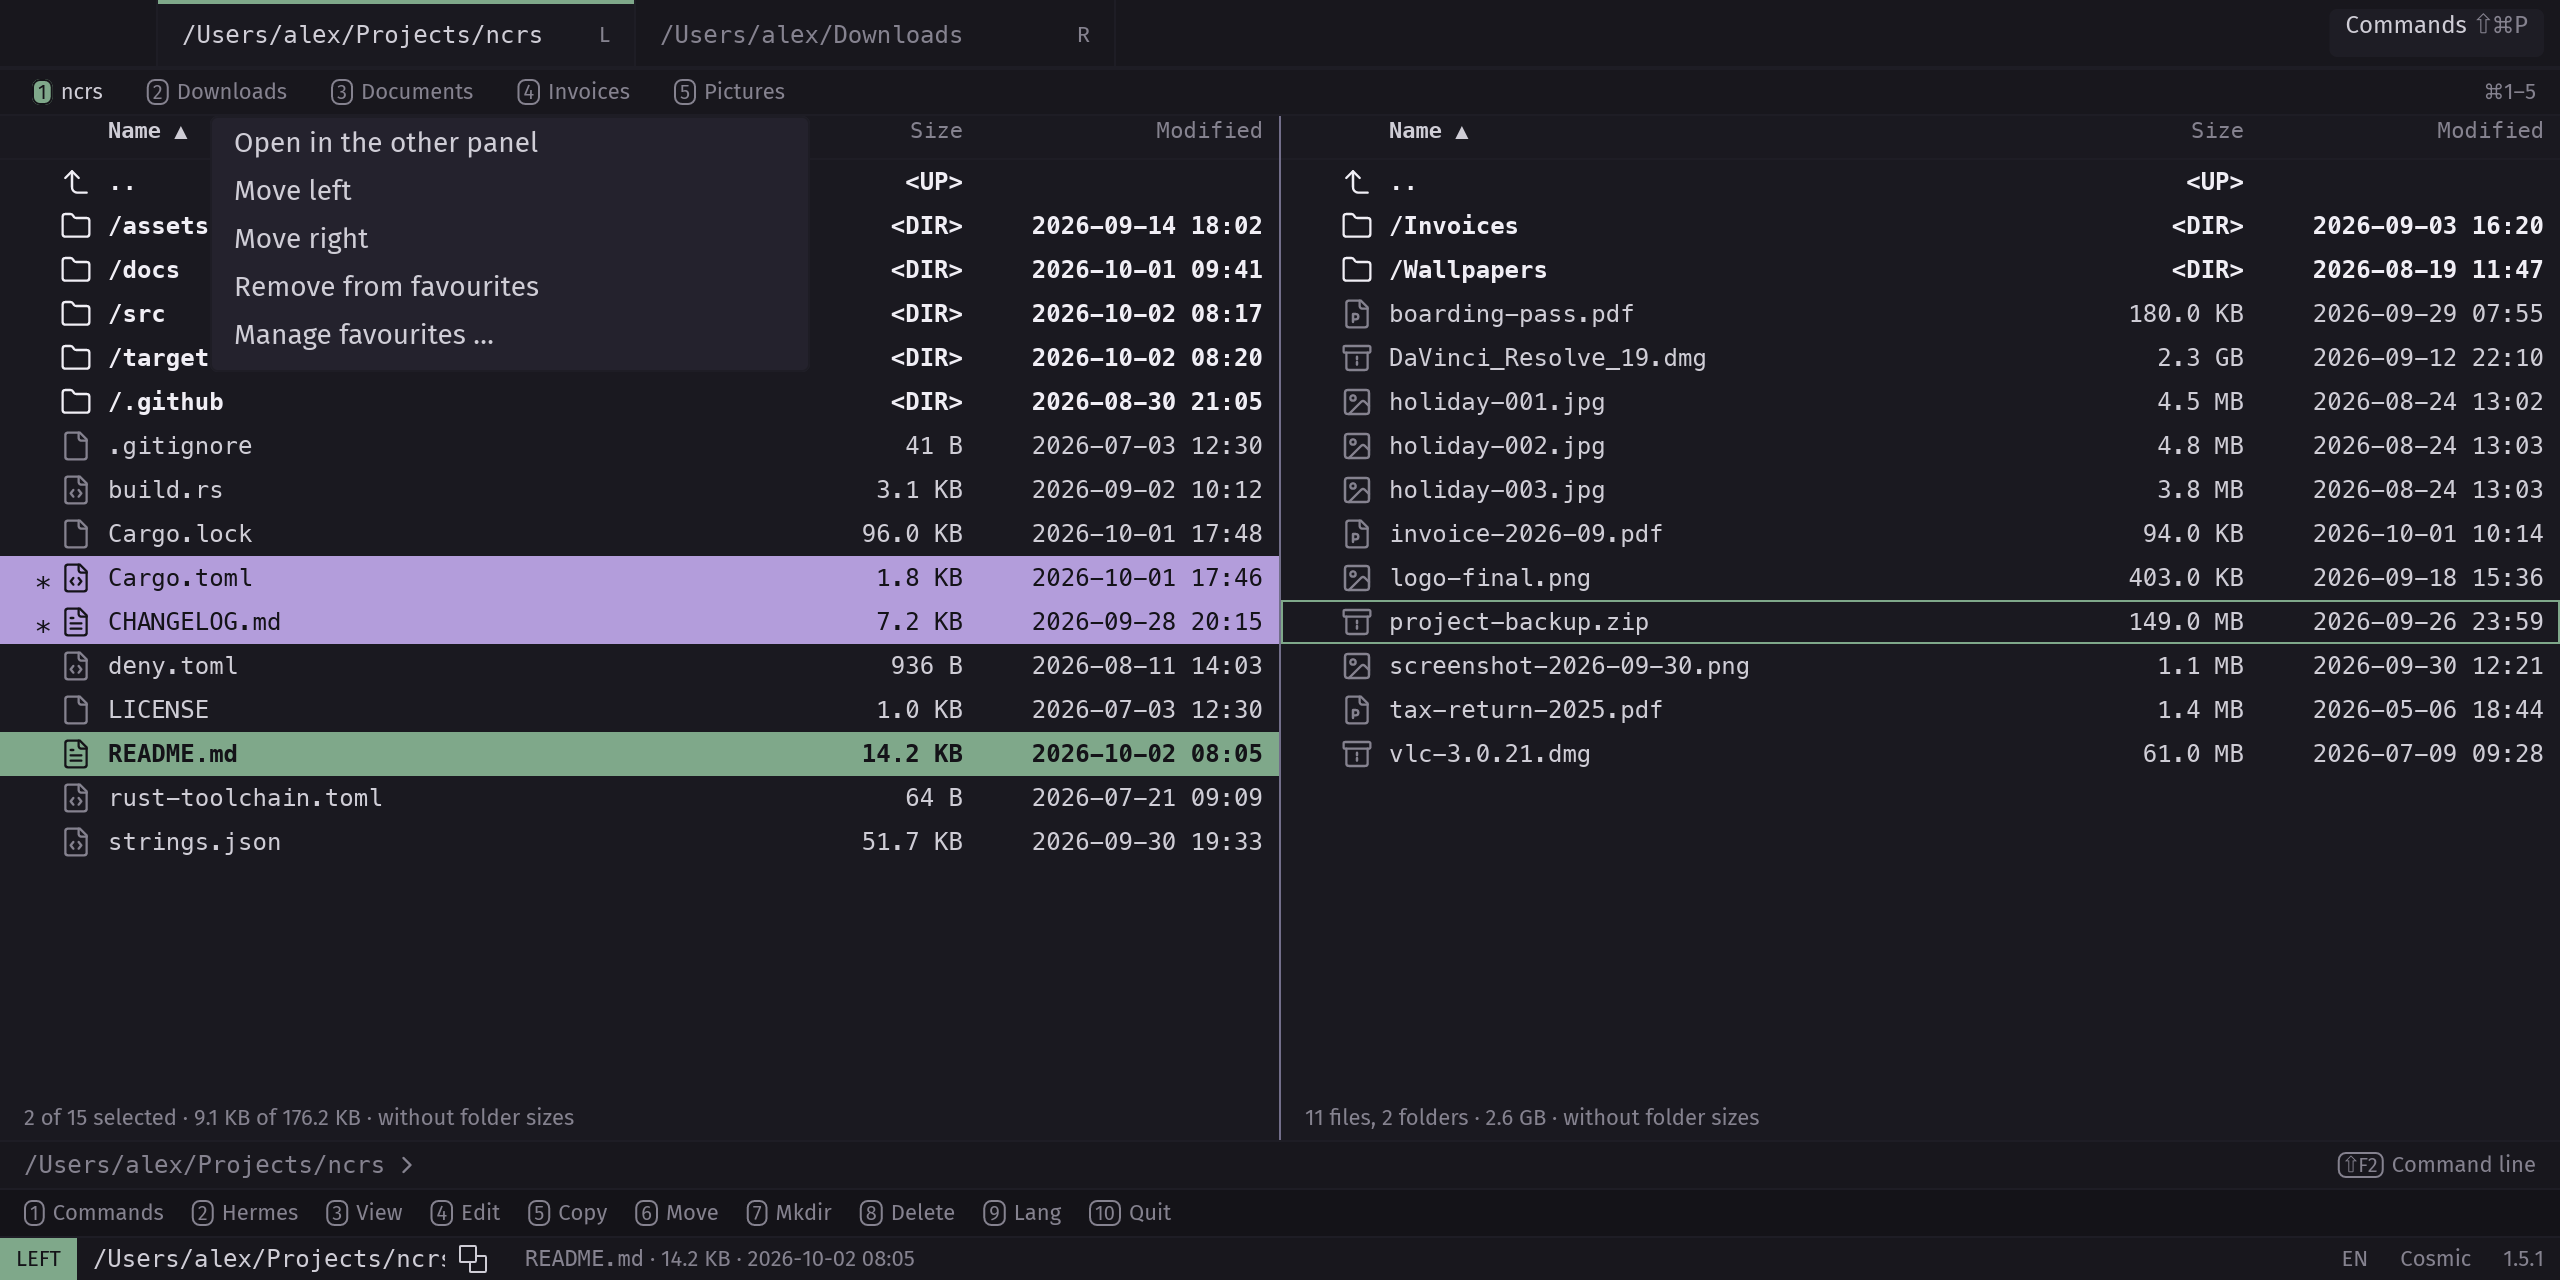 /Users/alex/Projects/ncrs L /Users/alex/Downloads R Commands ⇧⌘P
1 ncrs 2 Downloads 3 Documents 4 Invoices 5 Pictures ⌘1–5
Name ▲ Size Modified
Open in the other panel
Move left
Move right
Remove from favourites
Manage favourites ...
.. <UP>
/assets <DIR> 2026-09-14 18:02
/docs <DIR> 2026-10-01 09:41
/src <DIR> 2026-10-02 08:17
/target <DIR> 2026-10-02 08:20
/.github <DIR> 2026-08-30 21:05
.gitignore 41 B 2026-07-03 12:30
build.rs 3.1 KB 2026-09-02 10:12
Cargo.lock 96.0 KB 2026-10-01 17:48
* Cargo.toml 1.8 KB 2026-10-01 17:46
* CHANGELOG.md 7.2 KB 2026-09-28 20:15
deny.toml 936 B 2026-08-11 14:03
LICENSE 1.0 KB 2026-07-03 12:30
README.md 14.2 KB 2026-10-02 08:05
rust-toolchain.toml 64 B 2026-07-21 09:09
strings.json 51.7 KB 2026-09-30 19:33
2 of 15 selected · 9.1 KB of 176.2 KB · without folder sizes
Name ▲ Size Modified
.. <UP>
/Invoices <DIR> 2026-09-03 16:20
/Wallpapers <DIR> 2026-08-19 11:47
boarding-pass.pdf 180.0 KB 2026-09-29 07:55
DaVinci_Resolve_19.dmg 2.3 GB 2026-09-12 22:10
holiday-001.jpg 4.5 MB 2026-08-24 13:02
holiday-002.jpg 4.8 MB 2026-08-24 13:03
holiday-003.jpg 3.8 MB 2026-08-24 13:03
invoice-2026-09.pdf 94.0 KB 2026-10-01 10:14
logo-final.png 403.0 KB 2026-09-18 15:36
project-backup.zip 149.0 MB 2026-09-26 23:59
screenshot-2026-09-30.png 1.1 MB 2026-09-30 12:21
tax-return-2025.pdf 1.4 MB 2026-05-06 18:44
vlc-3.0.21.dmg 61.0 MB 2026-07-09 09:28
11 files, 2 folders · 2.6 GB · without folder sizes
/Users/alex/Projects/ncrs > ⇧F2 Command line
1 Commands 2 Hermes 3 View 4 Edit 5 Copy 6 Move 7 Mkdir 8 Delete 9 Lang 10 Quit
LEFT /Users/alex/Projects/ncrs README.md · 14.2 KB · 2026-10-02 08:05 EN Cosmic 1.5.1